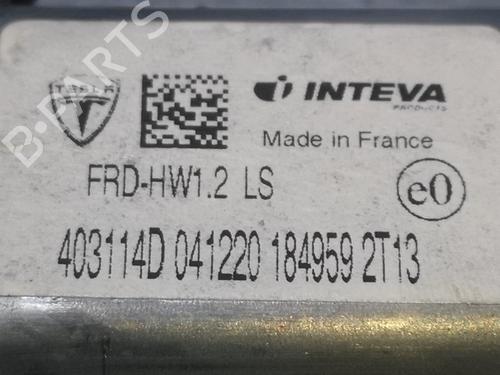 TESLA
INTEVA
PRODUCTS
Made in France
FRD-HW1.2 LS
e0
403114D 041220 184959 2T13
B-PARTS